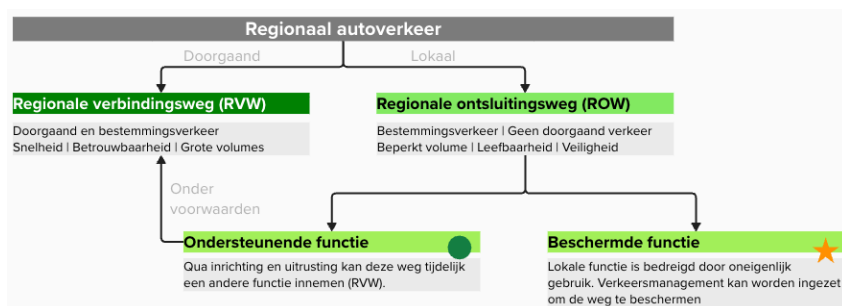 Regionaal autoverkeer
Doorgaand
Lokaal
Regionale verbindingsweg (RVW)
Doorgaand en bestemmingsverkeer
Snelheid | Betrouwbaarheid | Grote volumes
Regionale ontsluitingsweg (ROW)
Bestemmingsverkeer | Geen doorgaand verkeer
Beperkt volume | Leefbaarheid | Veiligheid
Onder
voorwaarden
Ondersteunende functie
Qua inrichting en uitrusting kan deze weg tijdelijk
een andere functie innemen (RVW).
Beschermde functie
Lokale functie is bedreigd door oneigenlijk
gebruik. Verkeersmanagement kan worden ingezet
om de weg te beschermen